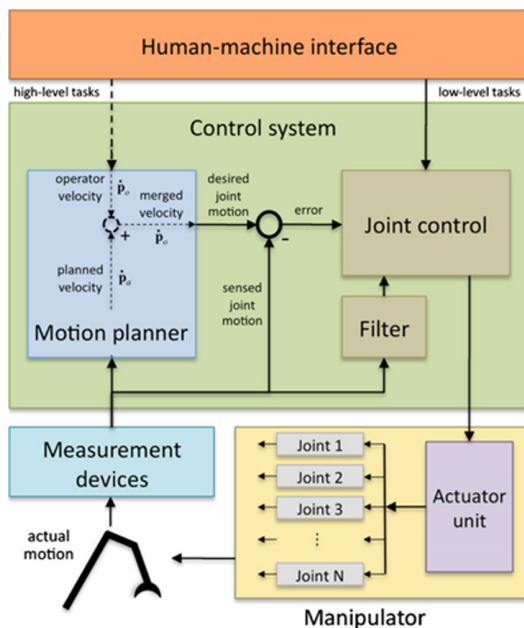 Human-machine interface
high-level tasks
low-level tasks
Control system
operator
velocity
ṗₒ
merged
velocity
ṗₒ
+
planned
velocity
ṗₐ
Motion planner
desired
joint
motion
-
error
sensed
joint
motion
Joint control
Filter
Measurement
devices
actual
motion
Joint 1
Joint 2
Joint 3
⋮
Joint N
Actuator
unit
Manipulator